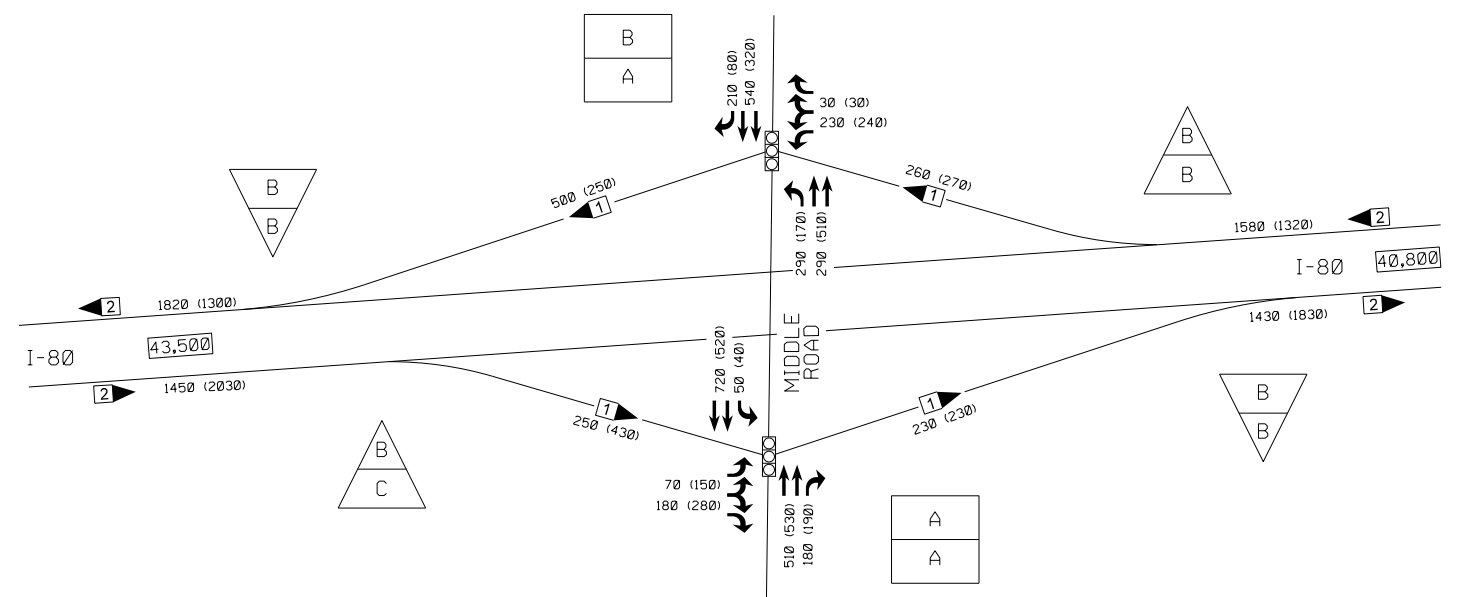 B
A
210 (80)
540 (320)
30 (30)
230 (240)
B
B
B
B
500 (250)
1
260 (270)
1
290 (170)
290 (510)
1580 (1320)
2
I-80
40,800
2
1820 (1300)
I-80
43,500
2
1450 (2030)
1430 (1830)
2
MIDDLE
ROAD
720 (520)
50 (40)
1
250 (430)
1
230 (230)
B
C
B
B
70 (150)
180 (280)
510 (530)
180 (190)
A
A